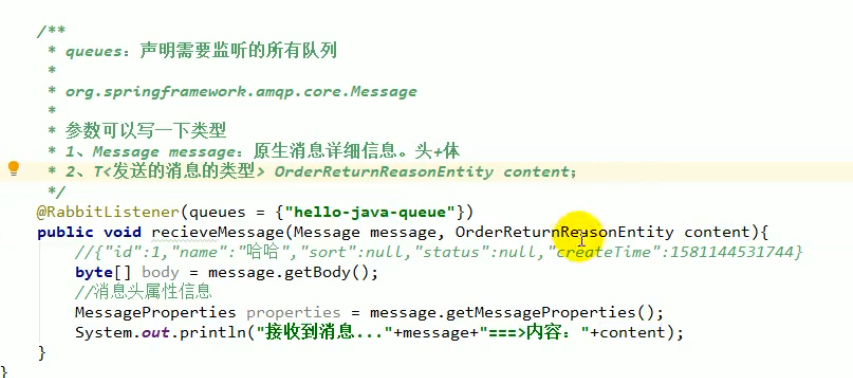 /**
* queues：声明需要监听的所有队列
*
* org.springframework.amqp.core.Message
*
* 参数可以写一下类型
* 1、Message message：原生消息详细信息。头+体
* 2、T<发送的消息的类型> OrderReturnReasonEntity content；
*/
@RabbitListener(queues = {"hello-java-queue"})
public void recieveMessage(Message message, OrderReturnReasonEntity content){
//{"id":1,"name":"哈哈","sort":null,"status":null,"createTime":1581144531744}
byte[] body = message.getBody();
//消息头属性信息
MessageProperties properties = message.getMessageProperties();
System.out.println("接收到消息..."+message+"===>内容："+content);
}
}